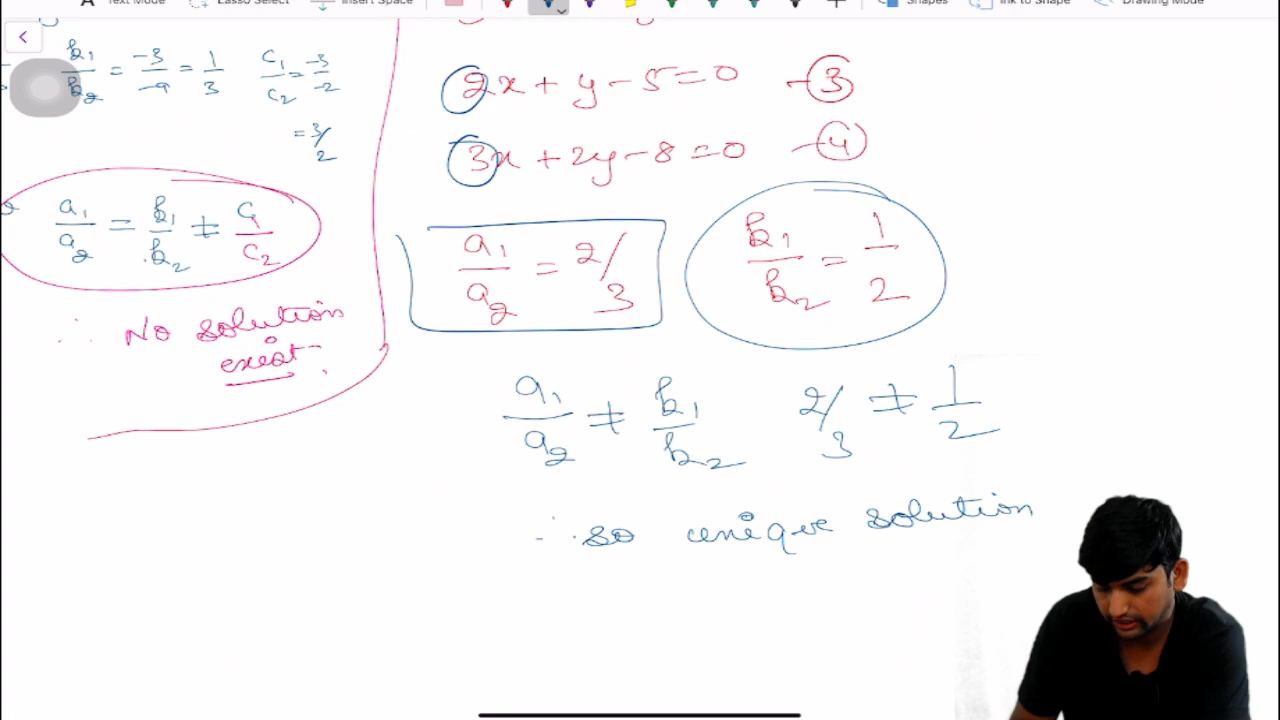 Text Mode Lasso Select Insert Space Shapes Ink to Shape Drawing Mode
b₁/b₂ = -3/-9 = 1/3 c₁/c₂ = -3/-2
= 3/2
a₁/a₂ = b₁/b₂ ≠ c₁/c₂
∴ No solution
exist
2x + y - 5 = 0 - ③
3x + 2y - 8 = 0 - ④
a₁/a₂ = 2/3 b₁/b₂ = 1/2
a₁/a₂ ≠ b₁/b₂ 2/3 ≠ 1/2
∴ so unique solution